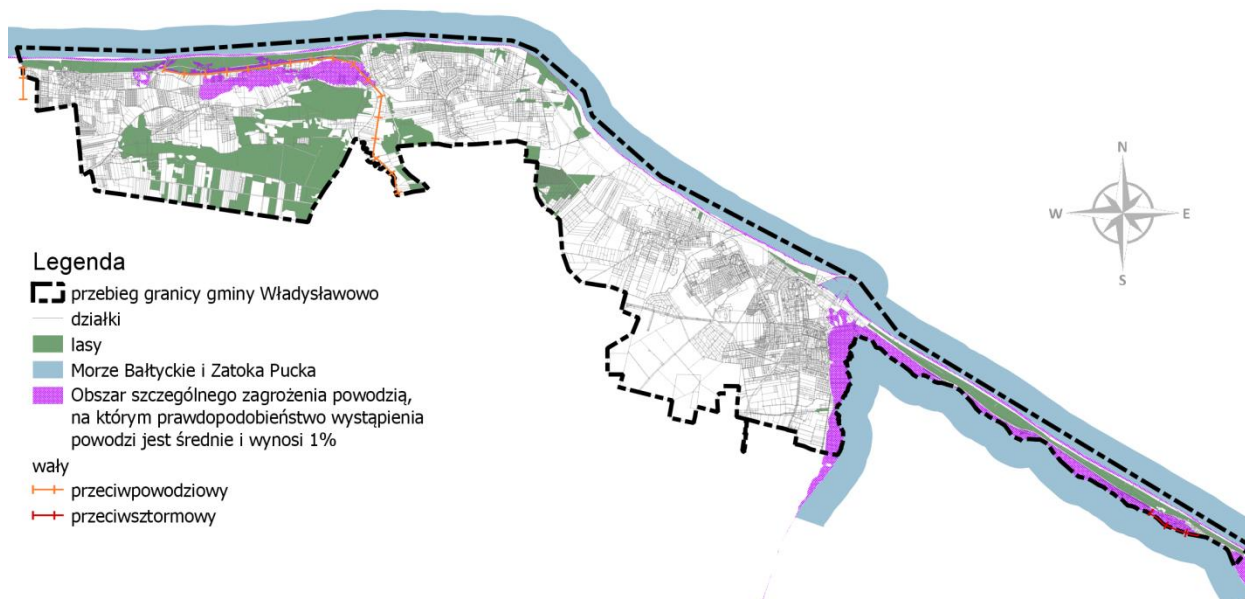 N
W
E
S
Legenda
przebieg granicy gminy Władysławowo
działki
lasy
Morze Bałtyckie i Zatoka Pucka
Obszar szczególnego zagrożenia powodzią,
na którym prawdopodobieństwo wystąpienia
powodzi jest średnie i wynosi 1%
wały
przeciwpowodziowy
przeciwsztormowy